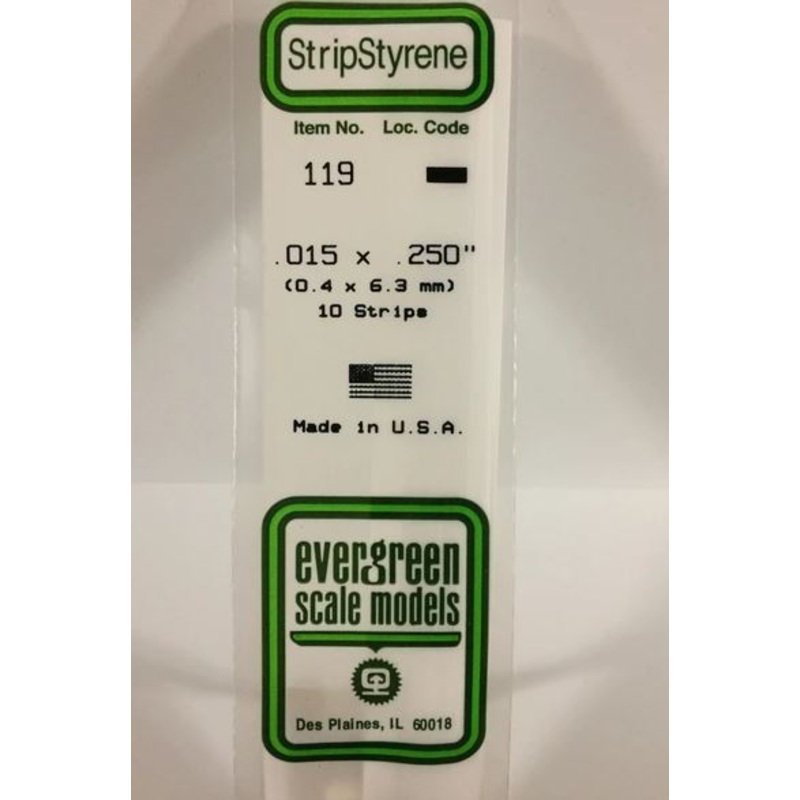 StripStyrene
Item No. Loc. Code
119
.015 x .250"
(0.4 x 6.3 mm)
10 Strips
Made in U.S.A.
evergreen
scale models
Des Plaines, IL 60018